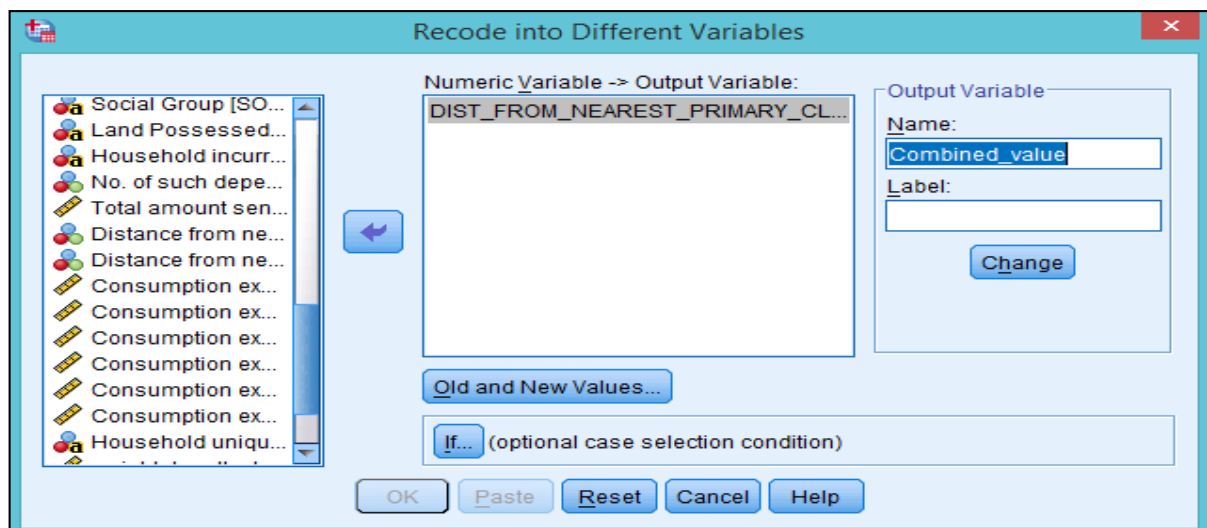 Recode into Different Variables
Social Group [SO...
Land Possessed...
Household incurr...
No. of such depe...
Total amount sen...
Distance from ne...
Distance from ne...
Consumption ex...
Consumption ex...
Consumption ex...
Consumption ex...
Consumption ex...
Consumption ex...
Household uniqu...
Numeric Variable -> Output Variable:
DIST_FROM_NEAREST_PRIMARY_CL...
Old and New Values...
If... (optional case selection condition)
Output Variable
Name:
Combined_value
Label:
Change
OK Paste Reset Cancel Help